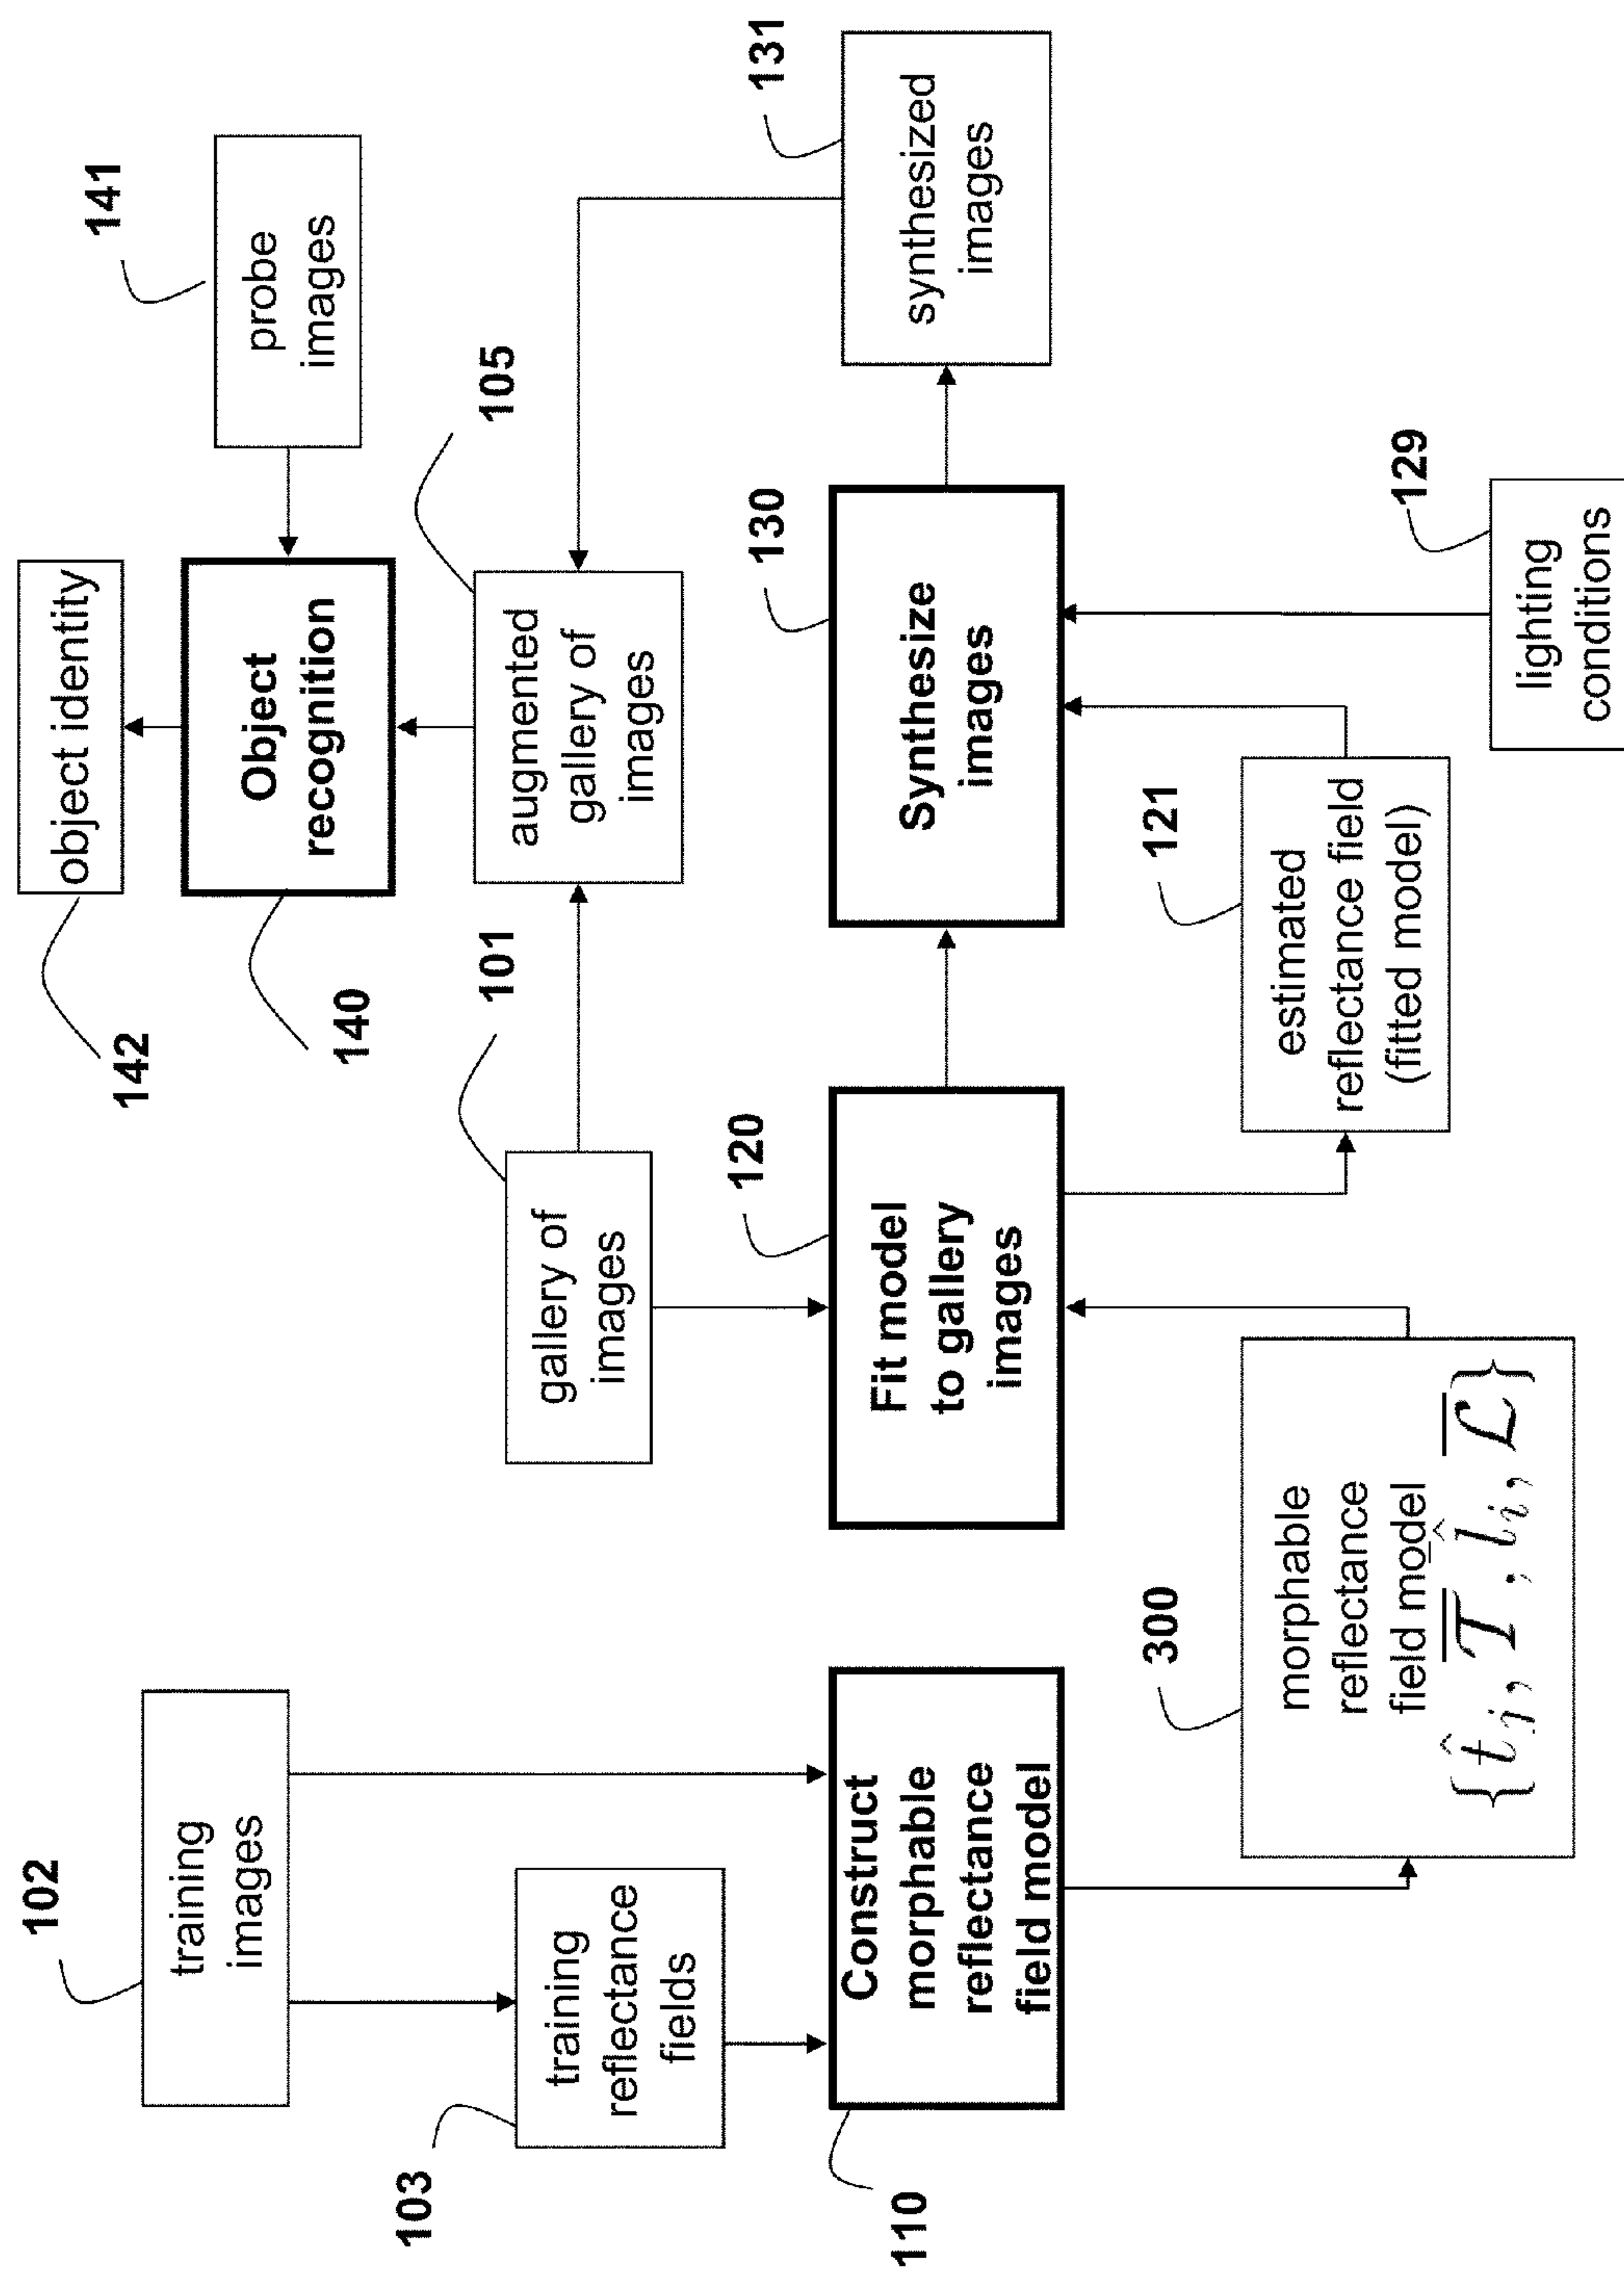 102
training
images
103
training
reflectance
fields
110
Construct
morphable
reflectance
field model
300
morphable
reflectance
field model
{t̂ⱼ, 𝒯̅, l̂ᵢ, ℒ̅}
101
gallery of
images
120
Fit model
to gallery
images
121
estimated
reflectance field
(fitted model)
142
object identity
140
Object
recognition
105
augmented
gallery of
images
130
Synthesize
images
129
lighting
conditions
141
probe
images
131
synthesized
images